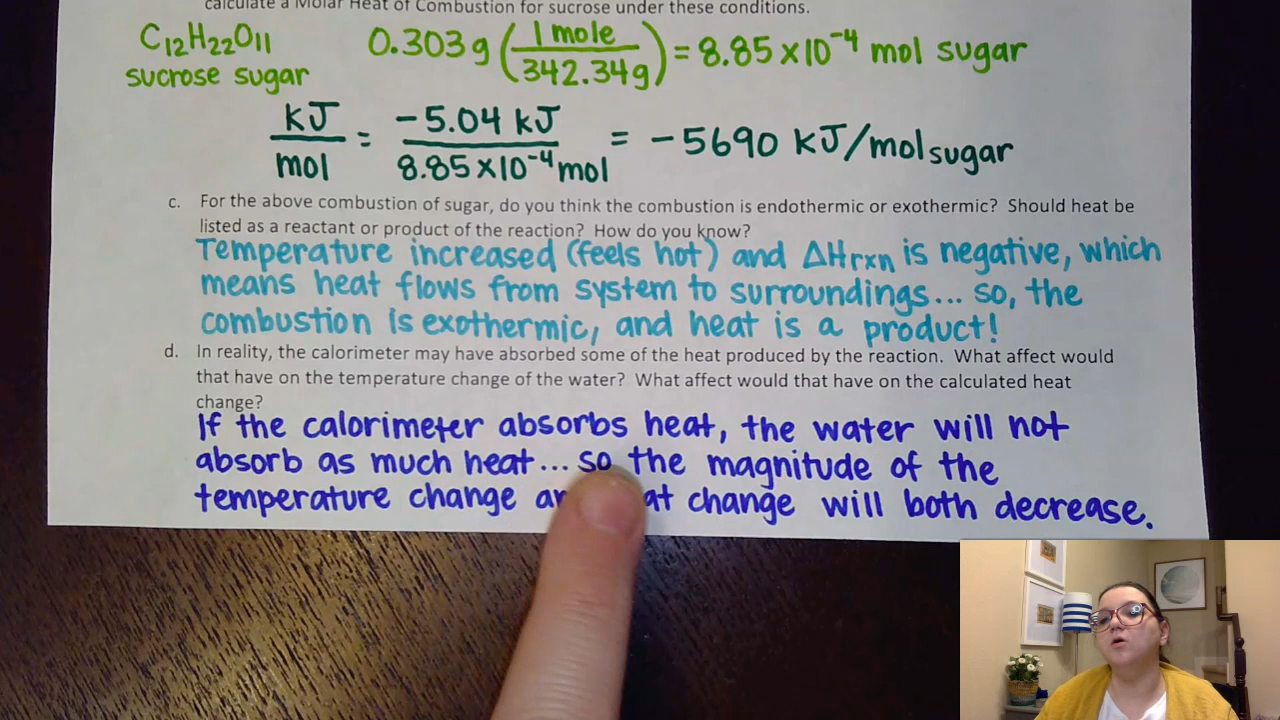 calculate a Molar Heat of Combustion for sucrose under these conditions.
C12H22O11 0.303g (1 mole / 342.34g) = 8.85 x 10⁻⁴ mol sugar
sucrose sugar
kJ / mol = -5.04 kJ / 8.85 x 10⁻⁴ mol = -5690 kJ/mol sugar
c. For the above combustion of sugar, do you think the combustion is endothermic or exothermic? Should heat be
listed as a reactant or product of the reaction? How do you know?
Temperature increased (feels hot) and ΔHrxn is negative, which
means heat flows from system to surroundings... so, the
combustion is exothermic, and heat is a product!
d. In reality, the calorimeter may have absorbed some of the heat produced by the reaction. What affect would
that have on the temperature change of the water? What affect would that have on the calculated heat
change?
If the calorimeter absorbs heat, the water will not
absorb as much heat... so the magnitude of the
temperature change change will both decrease.